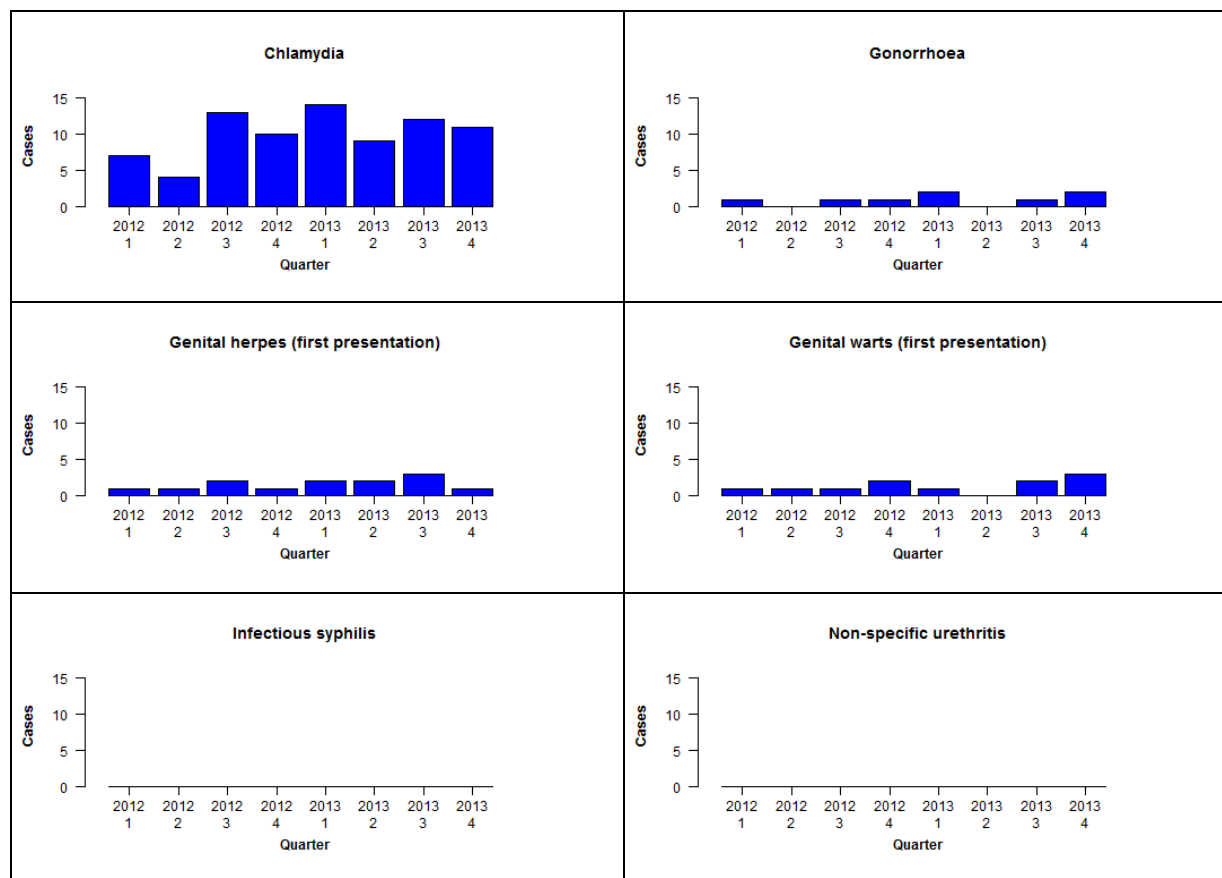 Chlamydia
15
10
5
0
Cases
2012 2012 2012 2012 2013 2013 2013 2013
1 2 3 4 1 2 3 4
Quarter
Gonorrhoea
15
10
5
0
Cases
2012 2012 2012 2012 2013 2013 2013 2013
1 2 3 4 1 2 3 4
Quarter
Genital herpes (first presentation)
15
10
5
0
Cases
2012 2012 2012 2012 2013 2013 2013 2013
1 2 3 4 1 2 3 4
Quarter
Genital warts (first presentation)
15
10
5
0
Cases
2012 2012 2012 2012 2013 2013 2013 2013
1 2 3 4 1 2 3 4
Quarter
Infectious syphilis
15
10
5
0
Cases
2012 2012 2012 2012 2013 2013 2013 2013
1 2 3 4 1 2 3 4
Quarter
Non-specific urethritis
15
10
5
0
Cases
2012 2012 2012 2012 2013 2013 2013 2013
1 2 3 4 1 2 3 4
Quarter